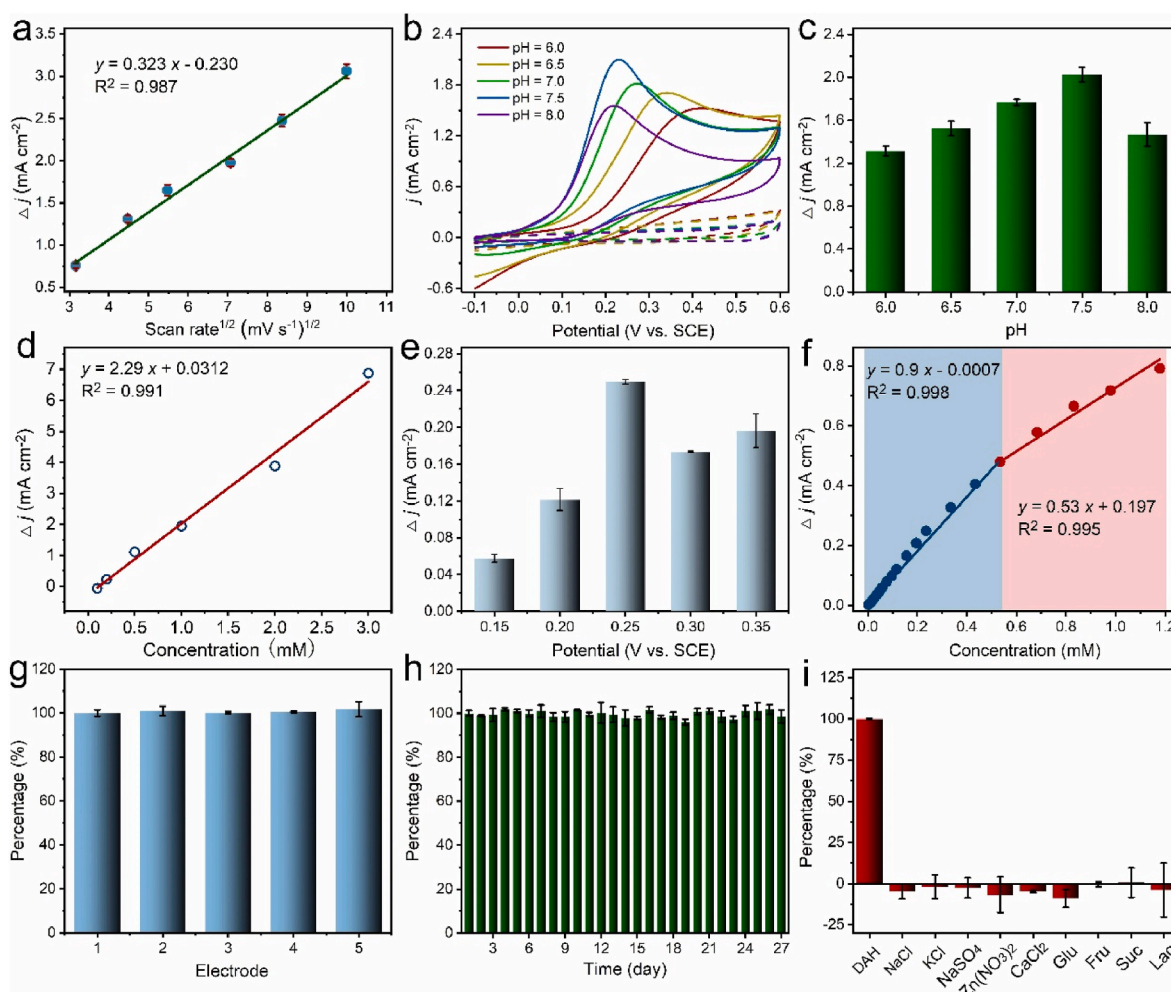 a
y = 0.323 x - 0.230
R² = 0.987
△ j (mA cm⁻²)
3.5
3.0
2.5
2.0
1.5
1.0
0.5
3 4 5 6 7 8 9 10 11
Scan rate¹/² (mV s⁻¹)¹/²
b
pH = 6.0
pH = 6.5
pH = 7.0
pH = 7.5
pH = 8.0
j (mA cm⁻²)
2.4
1.8
1.2
0.6
0.0
-0.6
-0.1 0.0 0.1 0.2 0.3 0.4 0.5 0.6
Potential (V vs. SCE)
c
△ j (mA cm⁻²)
2.4
2.0
1.6
1.2
0.8
0.4
0.0
6.0 6.5 7.0 7.5 8.0
pH
d
y = 2.29 x + 0.0312
R² = 0.991
△ j (mA cm⁻²)
7
6
5
4
3
2
1
0
0.0 0.5 1.0 1.5 2.0 2.5 3.0
Concentration (mM)
e
△ j (mA cm⁻²)
0.28
0.24
0.20
0.16
0.12
0.08
0.04
0.00
0.15 0.20 0.25 0.30 0.35
Potential (V vs. SCE)
f
y = 0.9 x - 0.0007
R² = 0.998
y = 0.53 x + 0.197
R² = 0.995
△ j (mA cm⁻²)
0.8
0.6
0.4
0.2
0.0
0.0 0.2 0.4 0.6 0.8 1.0 1.2
Concentration (mM)
g
Percentage (%)
120
100
80
60
40
20
0
1 2 3 4 5
Electrode
h
Percentage (%)
120
100
80
60
40
20
0
3 6 9 12 15 18 21 24 27
Time (day)
i
Percentage (%)
125
100
75
50
25
0
-25
DAH NaCl KCl NaSO₄ Zn(NO₃)₂ CaCl₂ Glu Fru Suc Lac